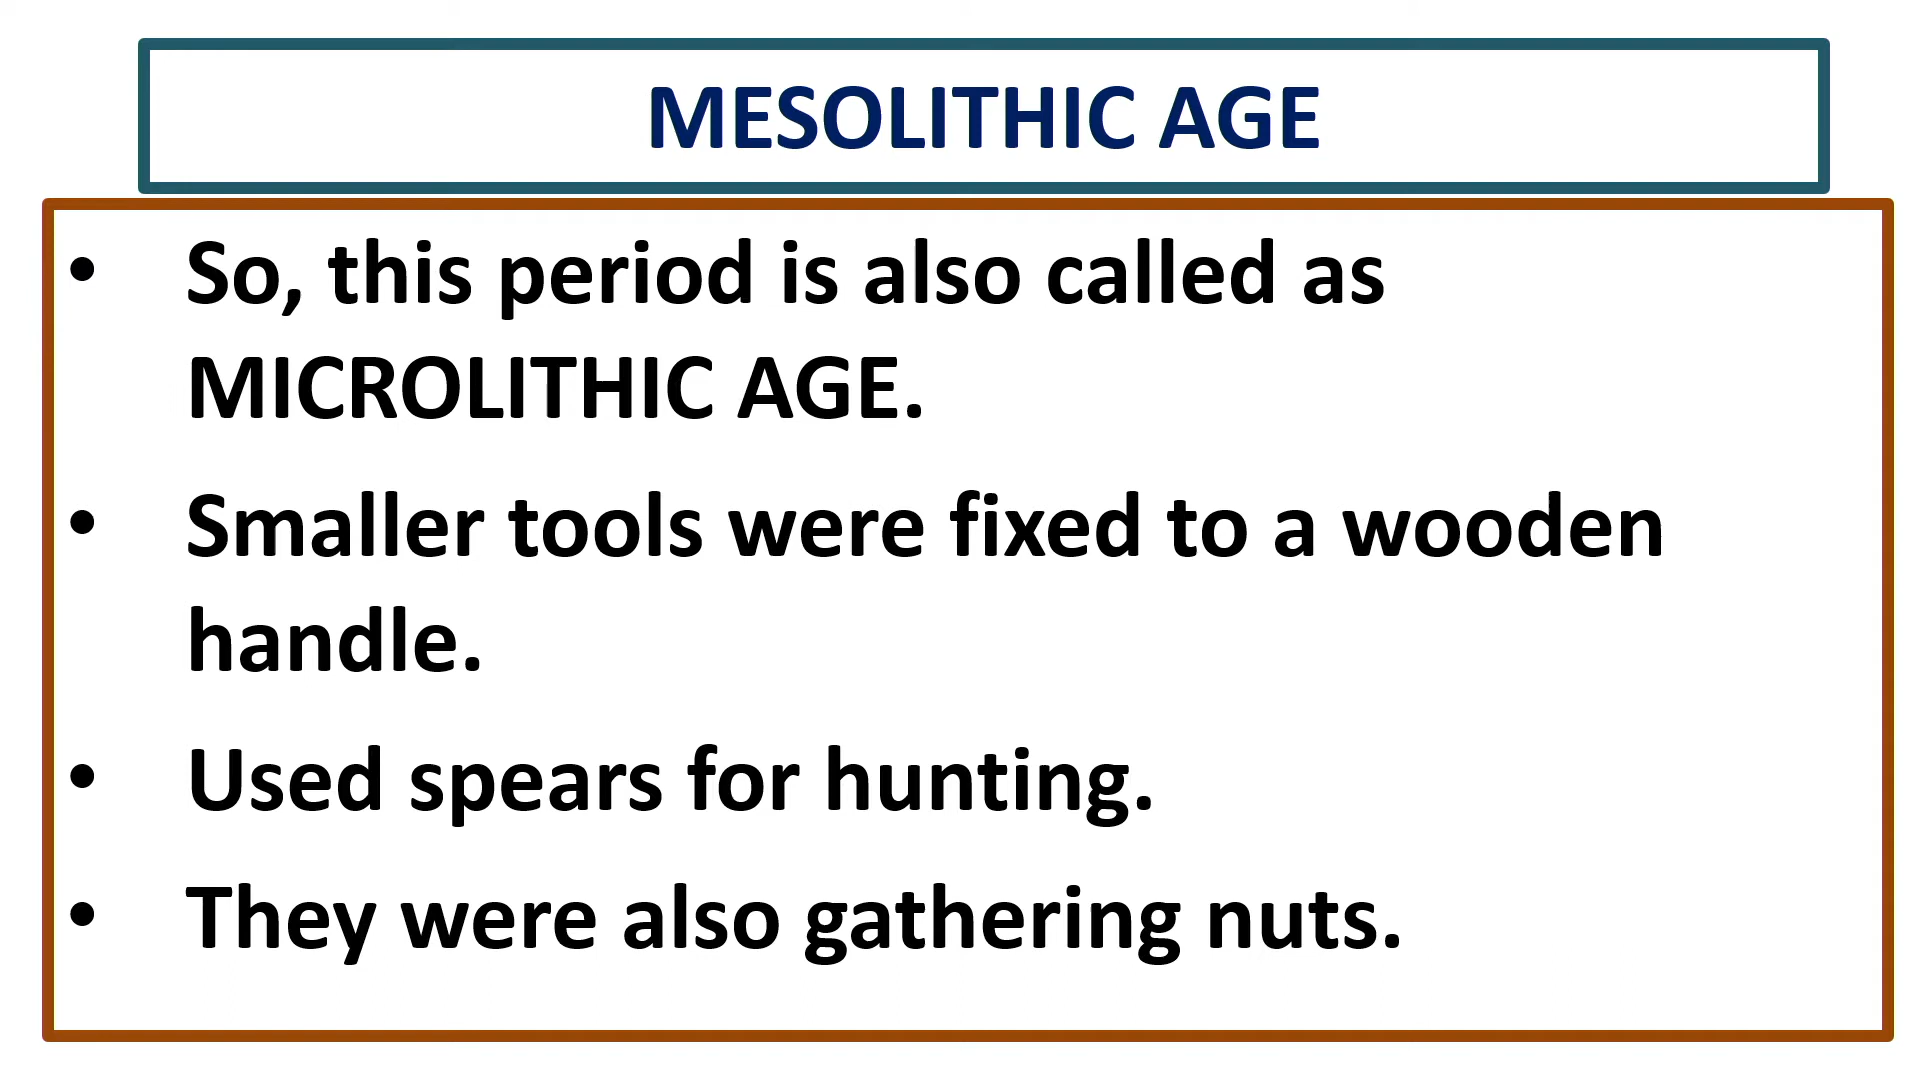 MESOLITHIC AGE
• So, this period is also called as
MICROLITHIC AGE.
• Smaller tools were fixed to a wooden
handle.
• Used spears for hunting.
• They were also gathering nuts.